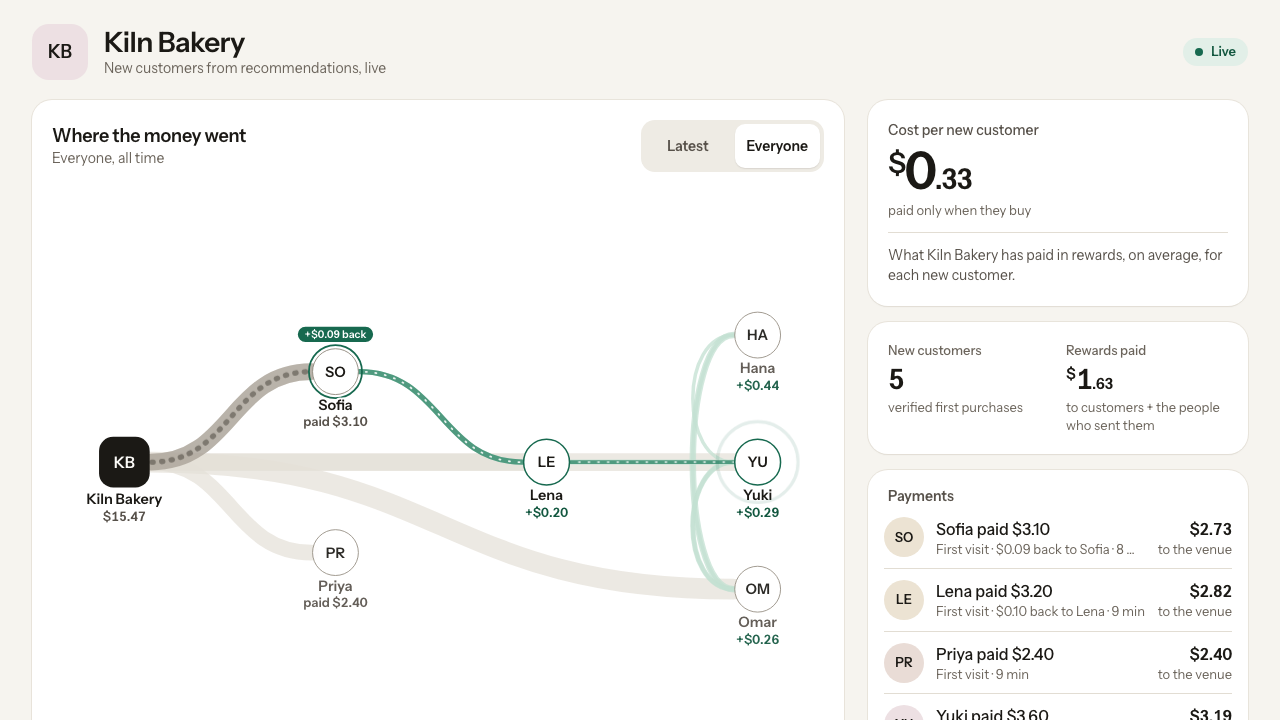 KB
Kiln Bakery
New customers from recommendations, live
Live
Where the money went
Everyone, all time
Latest
Everyone
+$0.09 back
SO
Sofia
paid $3.10
KB
Kiln Bakery
$15.47
PR
Priya
paid $2.40
LE
Lena
+$0.20
HA
Hana
+$0.44
YU
Yuki
+$0.29
OM
Omar
+$0.26
Cost per new customer
$0.33
paid only when they buy
What Kiln Bakery has paid in rewards, on average, for
each new customer.
New customers
5
verified first purchases
Rewards paid
$1.63
to customers + the people
who sent them
Payments
SO
Sofia paid $3.10
$2.73
First visit · $0.09 back to Sofia · 8 ...
to the venue
LE
Lena paid $3.20
$2.82
First visit · $0.10 back to Lena · 9 min
to the venue
PR
Priya paid $2.40
$2.40
First visit · 9 min
to the venue
Yuki paid $3.60
$3.19